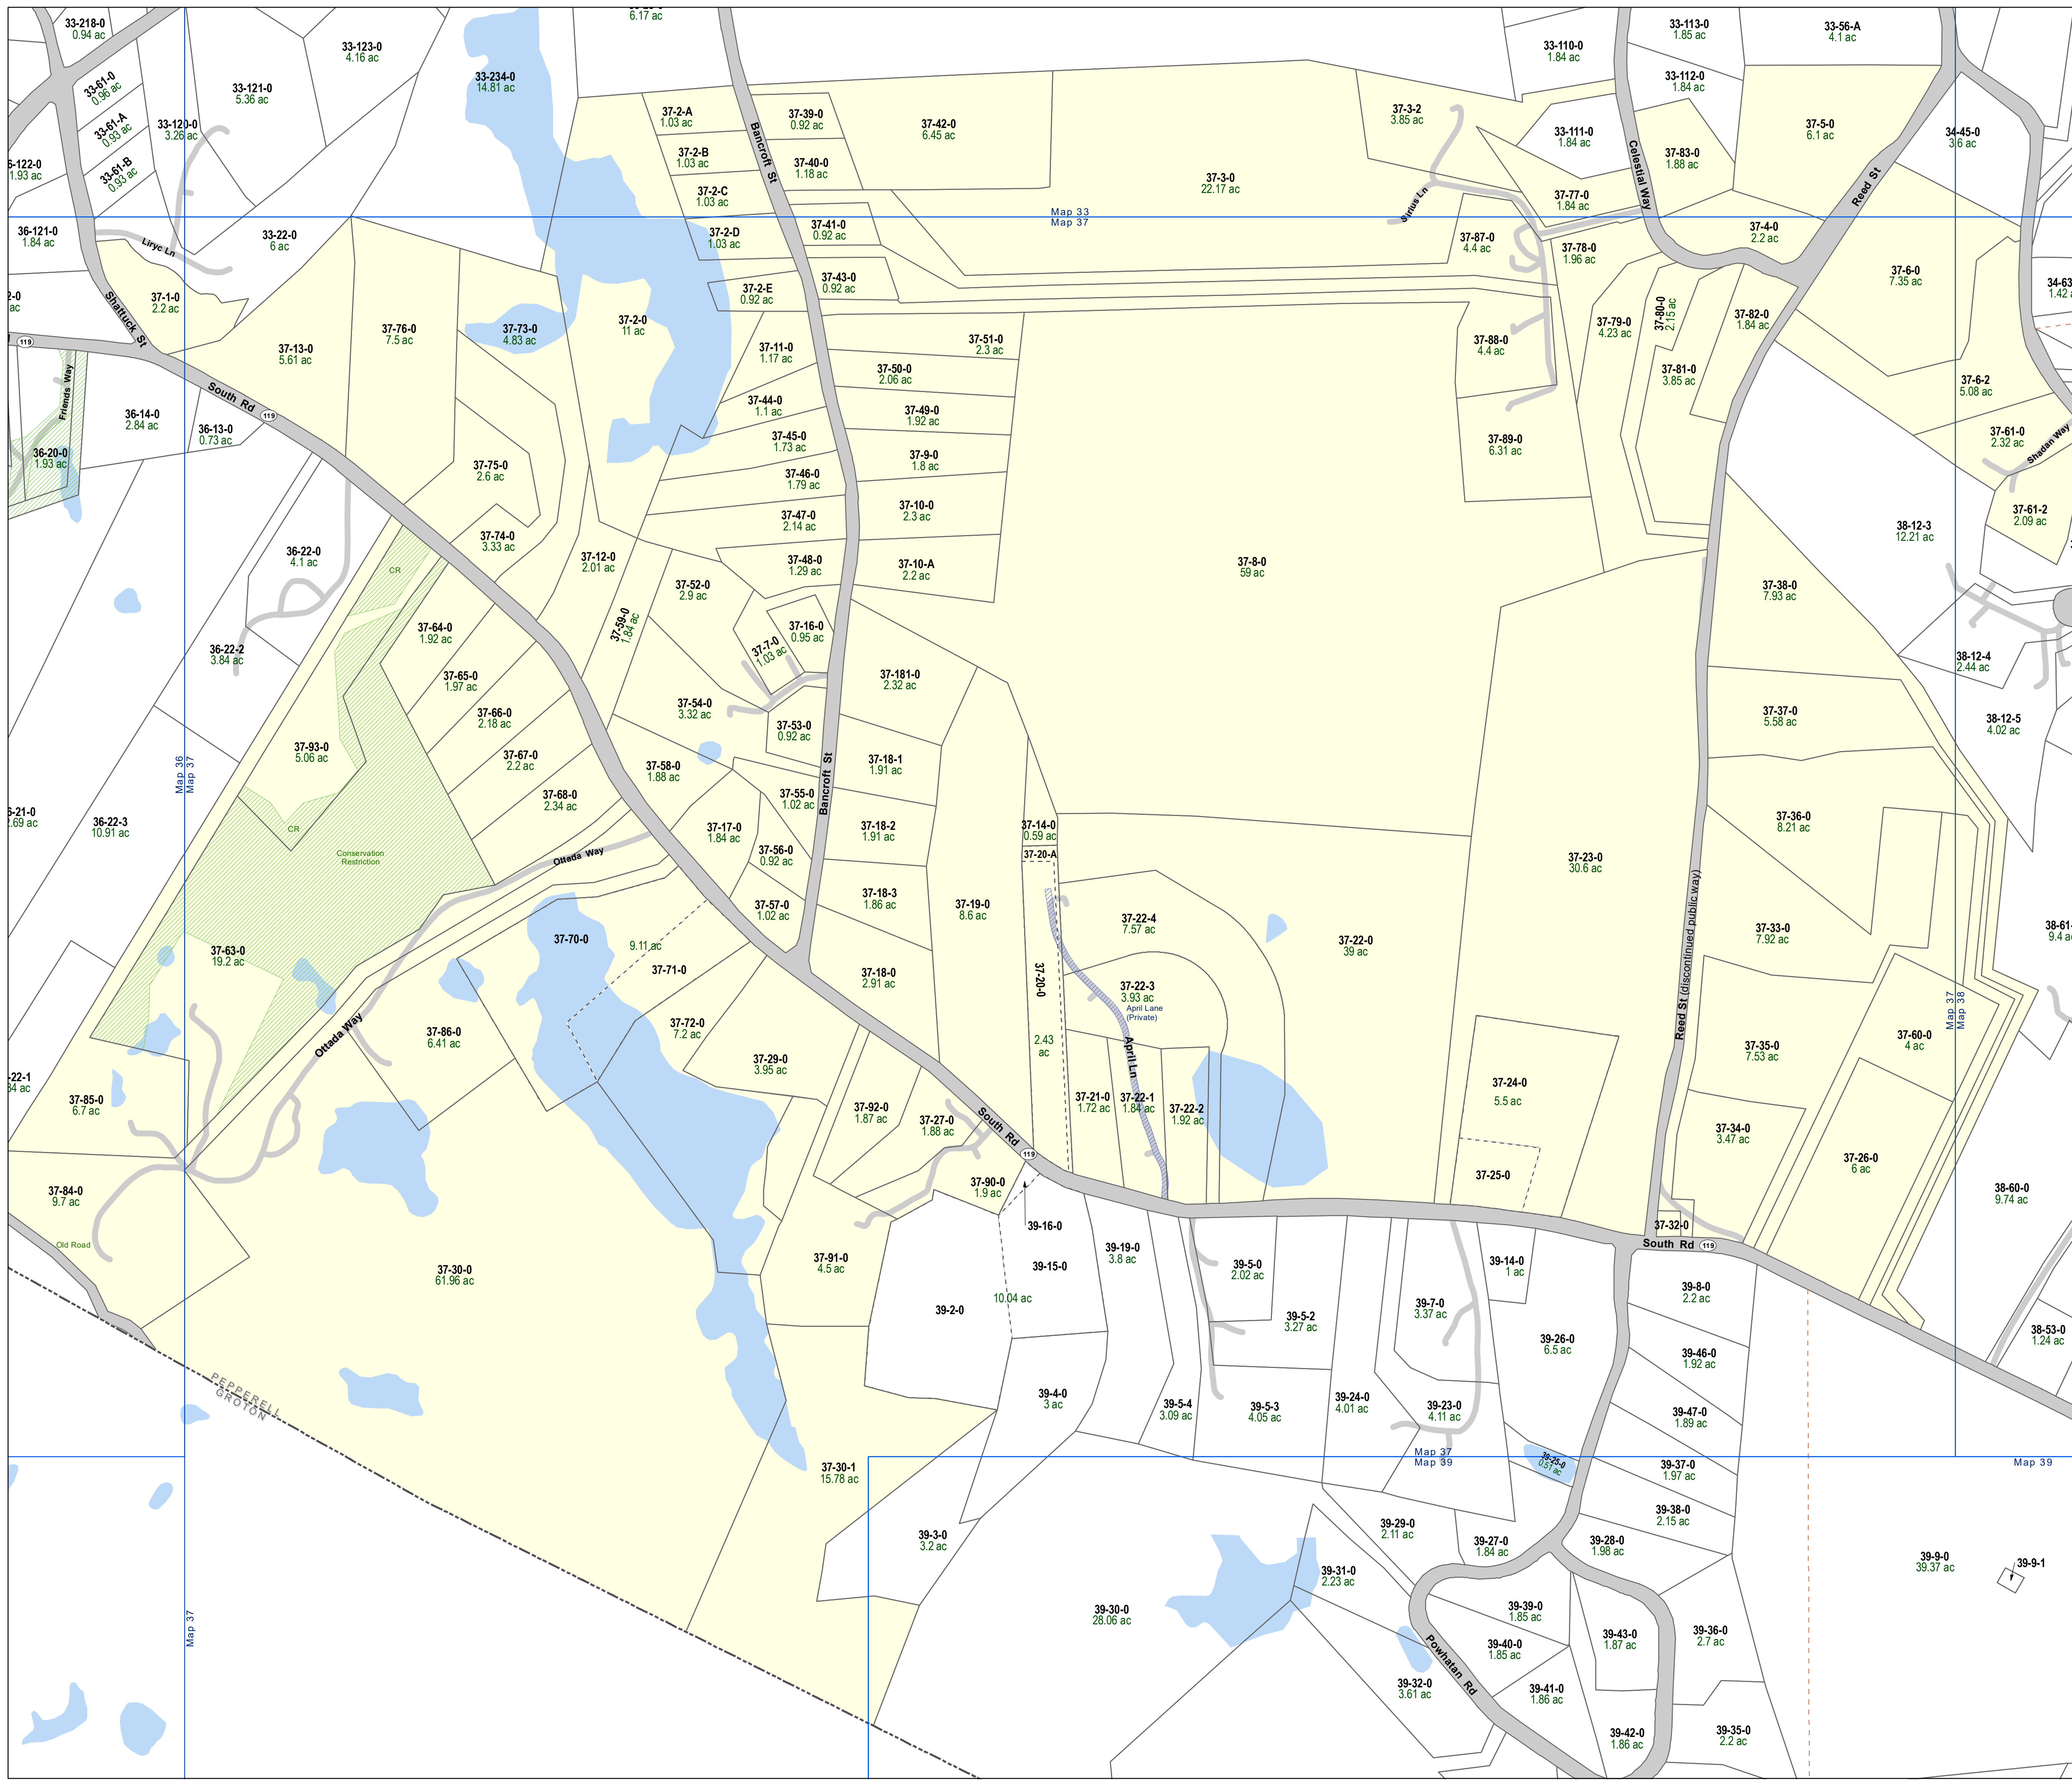 6.17 ac
33-218-0
0.94 ac
33-123-0
4.16 ac
33-61-0
0.96 ac
33-121-0
5.36 ac
33-234-0
14.81 ac
33-110-0
1.84 ac
33-113-0
1.85 ac
33-56-A
4.1 ac
33-112-0
1.84 ac
33-61-A
0.93 ac
33-120-0
3.26 ac
33-61-B
0.93 ac
6-122-0
1.93 ac
37-2-A
1.03 ac
37-39-0
0.92 ac
37-42-0
6.45 ac
37-3-2
3.85 ac
33-111-0
1.84 ac
37-83-0
1.88 ac
37-5-0
6.1 ac
34-45-0
3.6 ac
37-2-B
1.03 ac
37-40-0
1.18 ac
37-3-0
22.17 ac
37-2-C
1.03 ac
37-77-0
1.84 ac
Bancroft St
Celestial Way
Reed St
Sirius Ln
Map 33
Map 37
36-121-0
1.84 ac
Liryc Ln
33-22-0
6 ac
37-2-D
1.03 ac
37-41-0
0.92 ac
37-87-0
4.4 ac
37-78-0
1.96 ac
37-4-0
2.2 ac
37-6-0
7.35 ac
34-63
1.42
2-0
ac
37-1-0
2.2 ac
Shattuck St
37-2-E
0.92 ac
37-43-0
0.92 ac
37-2-0
11 ac
37-73-0
4.83 ac
37-76-0
7.5 ac
37-13-0
5.61 ac
37-79-0
4.23 ac
37-80-0
2.15 ac
37-82-0
1.84 ac
37-11-0
1.17 ac
37-51-0
2.3 ac
37-88-0
4.4 ac
119
Friends Way
37-50-0
2.06 ac
37-81-0
3.85 ac
37-6-2
5.08 ac
South Rd
119
36-14-0
2.84 ac
36-13-0
0.73 ac
37-44-0
1.1 ac
37-49-0
1.92 ac
37-61-0
2.32 ac
Shadan Way
36-20-0
1.93 ac
37-45-0
1.73 ac
37-9-0
1.8 ac
37-89-0
6.31 ac
37-75-0
2.6 ac
37-46-0
1.79 ac
37-10-0
2.3 ac
37-61-2
2.09 ac
37-47-0
2.14 ac
38-12-3
12.21 ac
37-74-0
3.33 ac
36-22-0
4.1 ac
CR
37-12-0
2.01 ac
37-48-0
1.29 ac
37-10-A
2.2 ac
37-8-0
59 ac
37-52-0
2.9 ac
37-38-0
7.93 ac
37-59-0
1.84 ac
37-64-0
1.92 ac
37-16-0
0.95 ac
37-7-0
1.03 ac
36-22-2
3.84 ac
38-12-4
2.44 ac
37-65-0
1.97 ac
37-181-0
2.32 ac
37-66-0
2.18 ac
37-54-0
3.32 ac
37-53-0
0.92 ac
37-37-0
5.58 ac
38-12-5
4.02 ac
37-93-0
5.06 ac
37-67-0
2.2 ac
37-58-0
1.88 ac
37-18-1
1.91 ac
Map 36
Map 37
Bancroft St
37-68-0
2.34 ac
37-55-0
1.02 ac
6-21-0
2.69 ac
36-22-3
10.91 ac
CR
37-17-0
1.84 ac
37-18-2
1.91 ac
37-14-0
0.59 ac
37-36-0
8.21 ac
Conservation
Restriction
Ottada Way
37-56-0
0.92 ac
37-20-A
37-23-0
30.6 ac
37-18-3
1.86 ac
37-57-0
1.02 ac
37-19-0
8.6 ac
37-22-4
7.57 ac
Reed St (discontinued public way)
38-61-
9.4 a
37-63-0
19.2 ac
37-70-0
9.11 ac
37-71-0
37-22-0
39 ac
37-33-0
7.92 ac
37-18-0
2.91 ac
37-20-0
37-22-3
3.93 ac
April Lane
(Private)
Map 37
Map 38
Ottada Way
37-86-0
6.41 ac
37-72-0
7.2 ac
2.43
ac
April Ln
37-35-0
7.53 ac
37-60-0
4 ac
37-29-0
3.95 ac
-22-1
84 ac
37-85-0
6.7 ac
37-24-0
5.5 ac
37-92-0
1.87 ac
37-27-0
1.88 ac
South Rd
119
37-21-0
1.72 ac
37-22-1
1.84 ac
37-22-2
1.92 ac
37-34-0
3.47 ac
37-26-0
6 ac
37-25-0
37-84-0
9.7 ac
37-90-0
1.9 ac
38-60-0
9.74 ac
39-16-0
37-32-0
Old Road
39-19-0
3.8 ac
South Rd
119
37-91-0
4.5 ac
39-15-0
39-5-0
2.02 ac
39-14-0
1 ac
37-30-0
61.96 ac
39-2-0
10.04 ac
39-8-0
2.2 ac
39-7-0
3.37 ac
39-5-2
3.27 ac
38-53-0
1.24 ac
39-26-0
6.5 ac
39-46-0
1.92 ac
PEPPERELL
GROTON
39-4-0
3 ac
39-5-4
3.09 ac
39-5-3
4.05 ac
39-24-0
4.01 ac
39-23-0
4.11 ac
39-47-0
1.89 ac
Map 37
Map 39
Map 39
37-30-1
15.78 ac
39-25-0
0.51 ac
39-37-0
1.97 ac
39-38-0
2.15 ac
39-29-0
2.11 ac
39-3-0
3.2 ac
39-27-0
1.84 ac
39-28-0
1.98 ac
39-9-0
39.37 ac
39-9-1
39-31-0
2.23 ac
39-30-0
28.06 ac
39-39-0
1.85 ac
Map 37
39-43-0
1.87 ac
39-36-0
2.7 ac
39-40-0
1.85 ac
Powhatan Rd
39-32-0
3.61 ac
39-41-0
1.86 ac
39-42-0
1.86 ac
39-35-0
2.2 ac